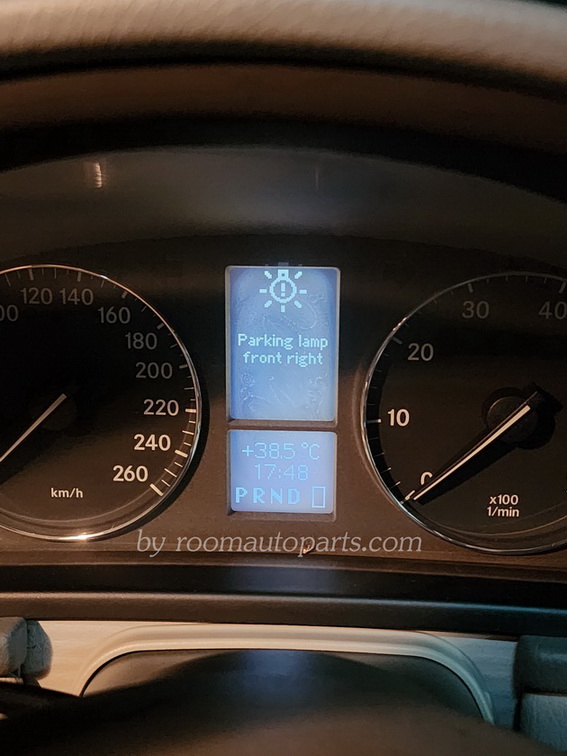 120 140
160
180
200
220
240
260
km/h
Parking lamp
front right
+38.5 °C
17:48
P R N D
30
40
20
10
0
x100
1/min
by roomautoparts.com